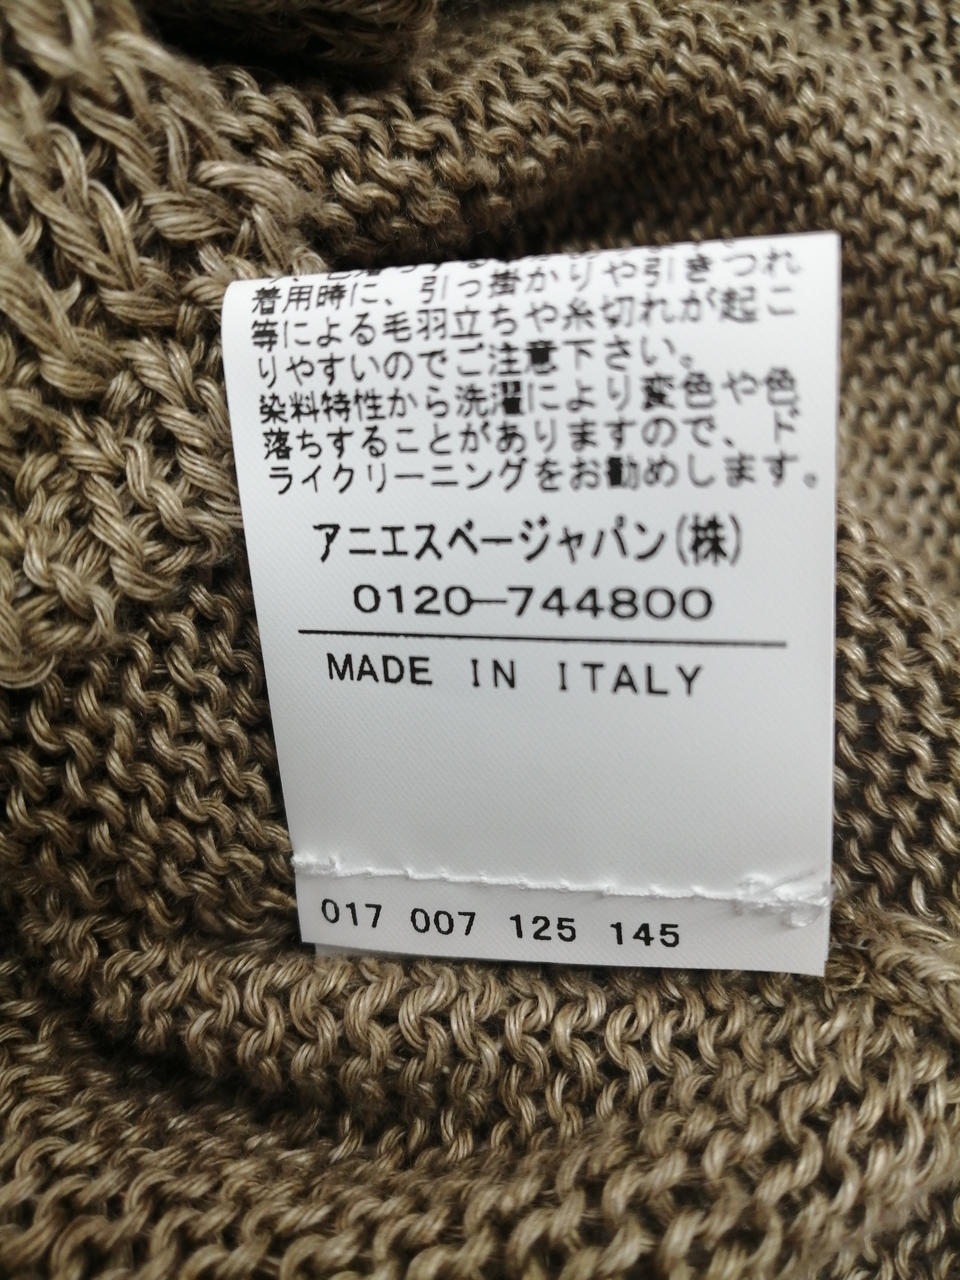 色落ちする
着用時に、引っ掛かりや引きつれ
等による毛羽立ちや糸切れが起こ
りやすいのでご注意下さい。
染料特性から洗濯により変色や色
落ちすることがありますので、ド
ライクリーニングをお勧めします。
アニエスベージャパン(株)
0120-744800
MADE IN ITALY
017 007 125 145